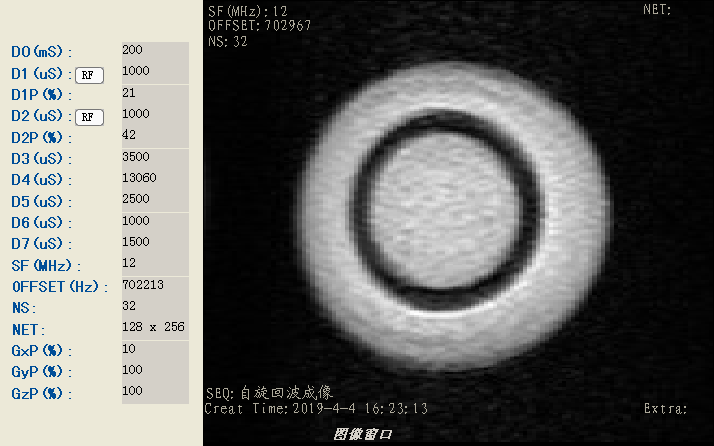 D0(mS): 200
D1(uS): RF 1000
D1P(%): 21
D2(uS): RF 1000
D2P(%): 42
D3(uS): 3500
D4(uS): 13060
D5(uS): 2500
D6(uS): 1000
D7(uS): 1500
SF(MHz): 12
OFFSET(Hz): 702213
NS: 32
NET: 128 x 256
GxP(%): 10
GyP(%): 100
GzP(%): 100
SF(MHz):12
OFFSET:702967
NS:32
NET:
SEQ:自旋回波成像
Creat Time:2019-4-4 16:23:13
Extra:
图像窗口